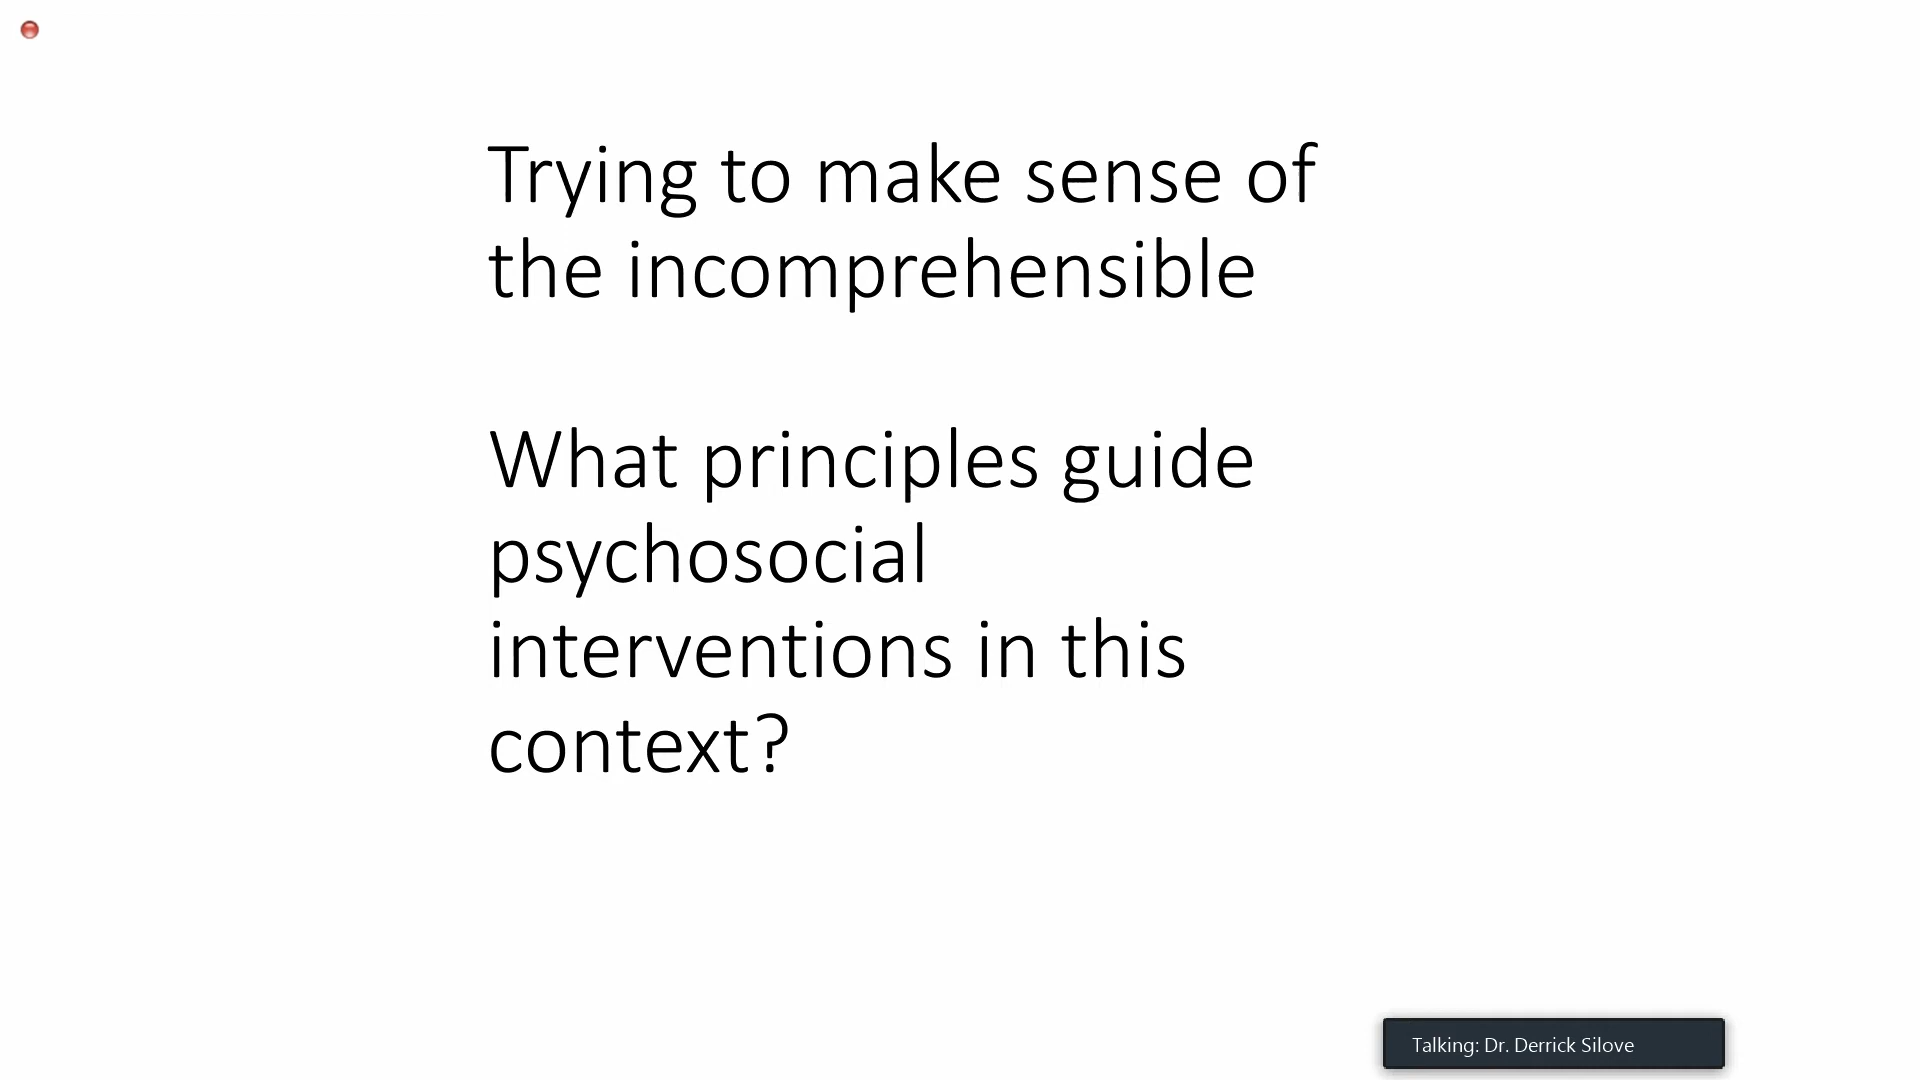 Trying to make sense of
the incomprehensible
What principles guide
psychosocial
interventions in this
context?
Talking: Dr. Derrick Silove